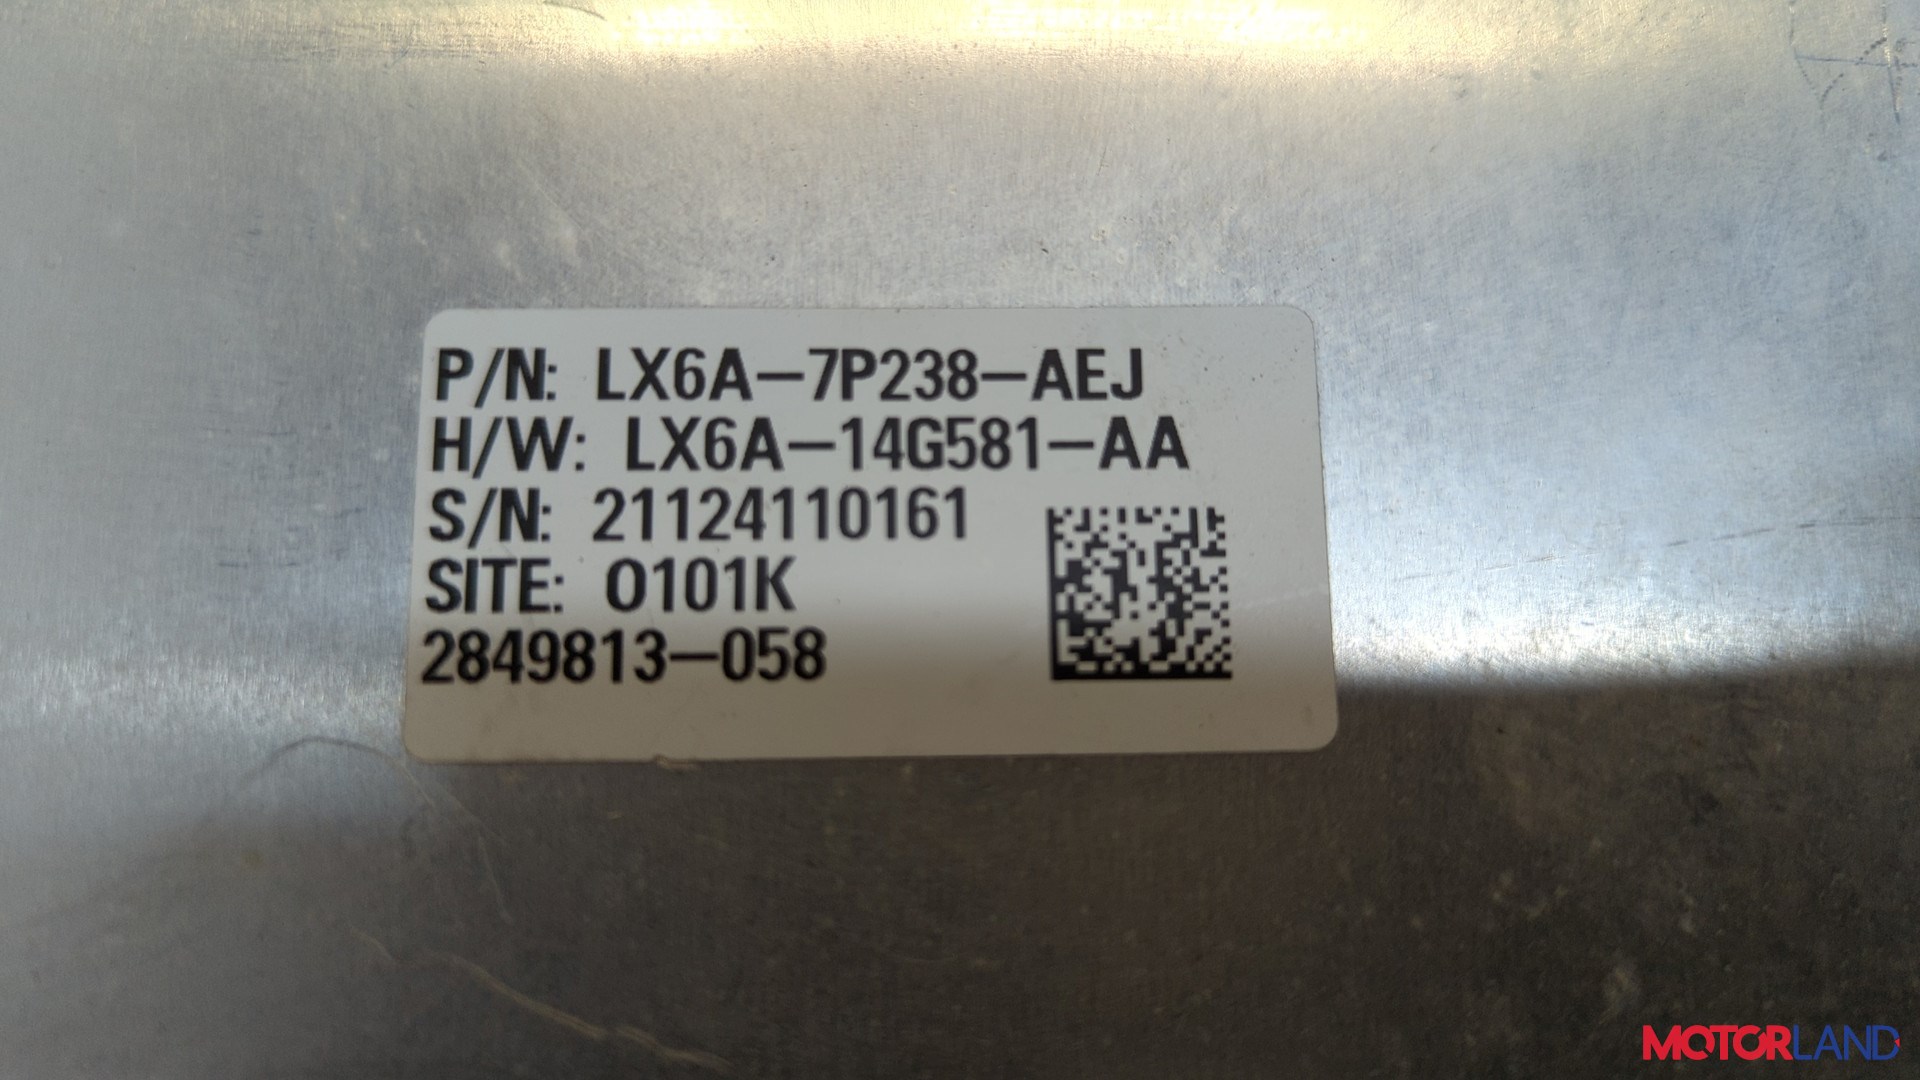 P/N: LX6A-7P238-AEJ
H/W: LX6A-14G581-AA
S/N: 21124110161
SITE: O101K
2849813-058
MOTORLAND